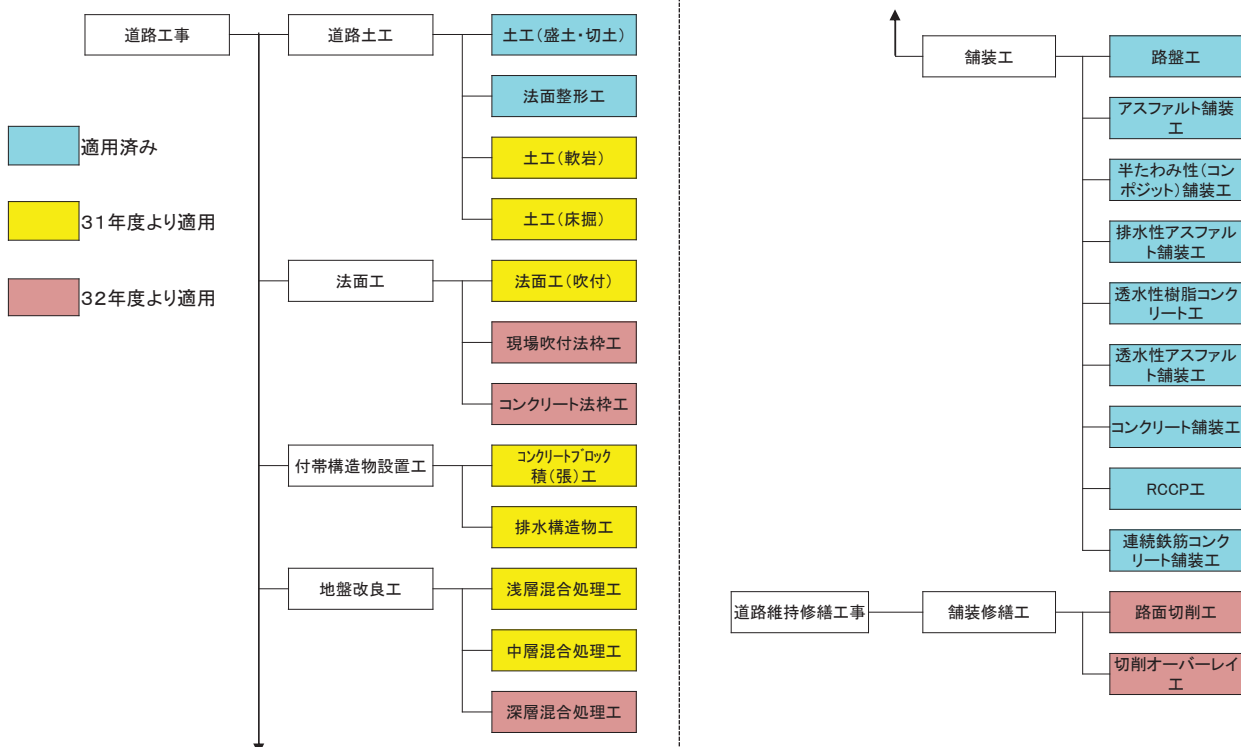 道路工事
道路土工
土工(盛土・切土)
法面整形工
土工(軟岩)
土工(床掘)
適用済み
31年度より適用
32年度より適用
法面工
法面工(吹付)
現場吹付法枠工
コンクリート法枠工
付帯構造物設置工
コンクリートブロック
積(張)工
排水構造物工
地盤改良工
浅層混合処理工
中層混合処理工
深層混合処理工
舗装工
路盤工
アスファルト舗装
工
半たわみ性(コン
ポジット)舗装工
排水性アスファル
ト舗装工
透水性樹脂コンク
リート工
透水性アスファル
ト舗装工
コンクリート舗装工
RCCP工
連続鉄筋コンク
リート舗装工
道路維持修繕工事
舗装修繕工
路面切削工
切削オーバーレイ
工